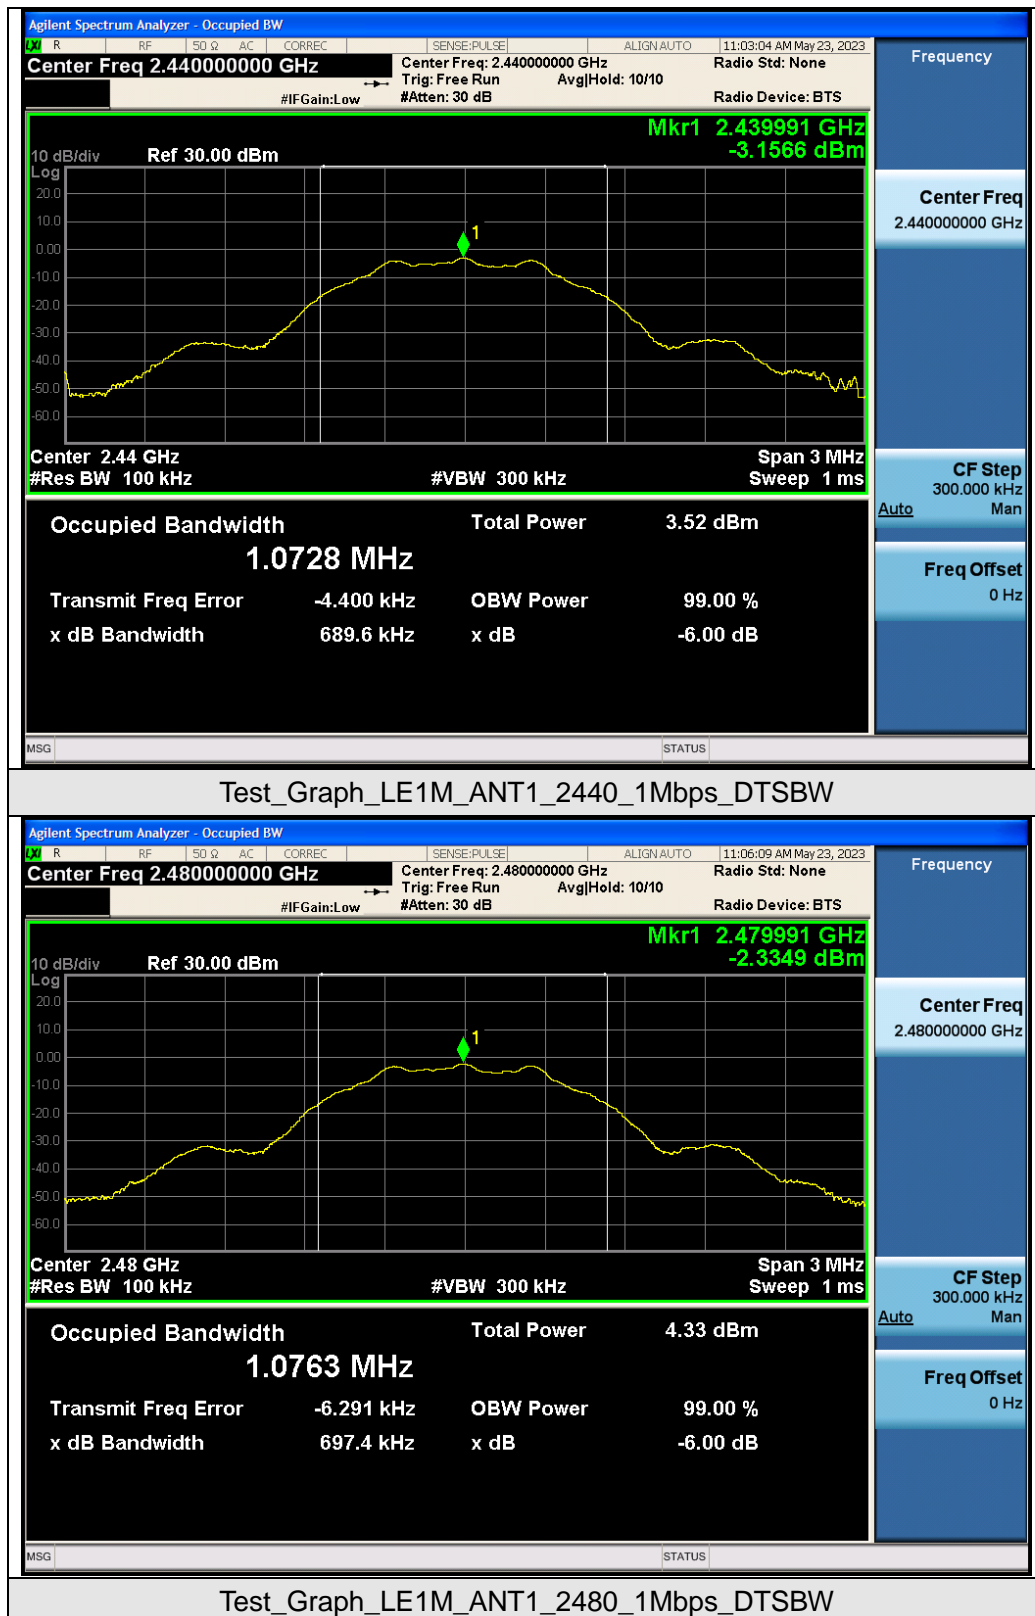 Agilent Spectrum Analyzer - Occupied BW
LXI R RF 50 Ω AC CORREC SENSE:PULSE ALIGN AUTO 11:03:04 AM May 23, 2023
Center Freq 2.440000000 GHz
Center Freq: 2.440000000 GHz
Radio Std: None
Trig: Free Run Avg|Hold: 10/10
#IFGain:Low
#Atten: 30 dB
Radio Device: BTS
Frequency
Mkr1 2.439991 GHz
-3.1566 dBm
10 dB/div Ref 30.00 dBm
Log
20.0
10.0
0.00
-10.0
-20.0
-30.0
-40.0
-50.0
-60.0
1
Center Freq
2.440000000 GHz
Center 2.44 GHz Span 3 MHz
#Res BW 100 kHz #VBW 300 kHz Sweep 1 ms
CF Step
300.000 kHz
Auto Man
Occupied Bandwidth Total Power 3.52 dBm
1.0728 MHz
Transmit Freq Error -4.400 kHz OBW Power 99.00 %
x dB Bandwidth 689.6 kHz x dB -6.00 dB
Freq Offset
0 Hz
MSG STATUS
Test_Graph_LE1M_ANT1_2440_1Mbps_DTSBW
Agilent Spectrum Analyzer - Occupied BW
LXI R RF 50 Ω AC CORREC SENSE:PULSE ALIGN AUTO 11:06:09 AM May 23, 2023
Center Freq 2.480000000 GHz
Center Freq: 2.480000000 GHz
Radio Std: None
Trig: Free Run Avg|Hold: 10/10
#IFGain:Low
#Atten: 30 dB
Radio Device: BTS
Frequency
Mkr1 2.479991 GHz
-2.3349 dBm
10 dB/div Ref 30.00 dBm
Log
20.0
10.0
0.00
-10.0
-20.0
-30.0
-40.0
-50.0
-60.0
1
Center Freq
2.480000000 GHz
Center 2.48 GHz Span 3 MHz
#Res BW 100 kHz #VBW 300 kHz Sweep 1 ms
CF Step
300.000 kHz
Auto Man
Occupied Bandwidth Total Power 4.33 dBm
1.0763 MHz
Transmit Freq Error -6.291 kHz OBW Power 99.00 %
x dB Bandwidth 697.4 kHz x dB -6.00 dB
Freq Offset
0 Hz
MSG STATUS
Test_Graph_LE1M_ANT1_2480_1Mbps_DTSBW